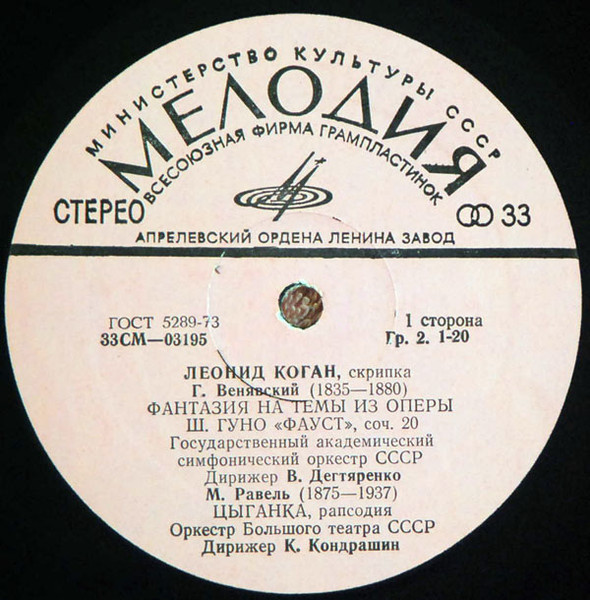 МИНИСТЕРСТВО КУЛЬТУРЫ СССР
МЕЛОДИЯ
ВСЕСОЮЗНАЯ ФИРМА ГРАМПЛАСТИНОК
СТЕРЕО
33
АПРЕЛЕВСКИЙ ОРДЕНА ЛЕНИНА ЗАВОД
ГОСТ 5289-73
1 сторона
33СМ—03195
Гр. 2. 1-20
ЛЕОНИД КОГАН, скрипка
Г. Венявский (1835—1880)
ФАНТАЗИЯ НА ТЕМЫ ИЗ ОПЕРЫ
Ш. ГУНО «ФАУСТ», соч. 20
Государственный академический
симфонический оркестр СССР
Дирижер В. Дегтяренко
М. Равель (1875—1937)
ЦЫГАНКА, рапсодия
Оркестр Большого театра СССР
Дирижер К. Кондрашин